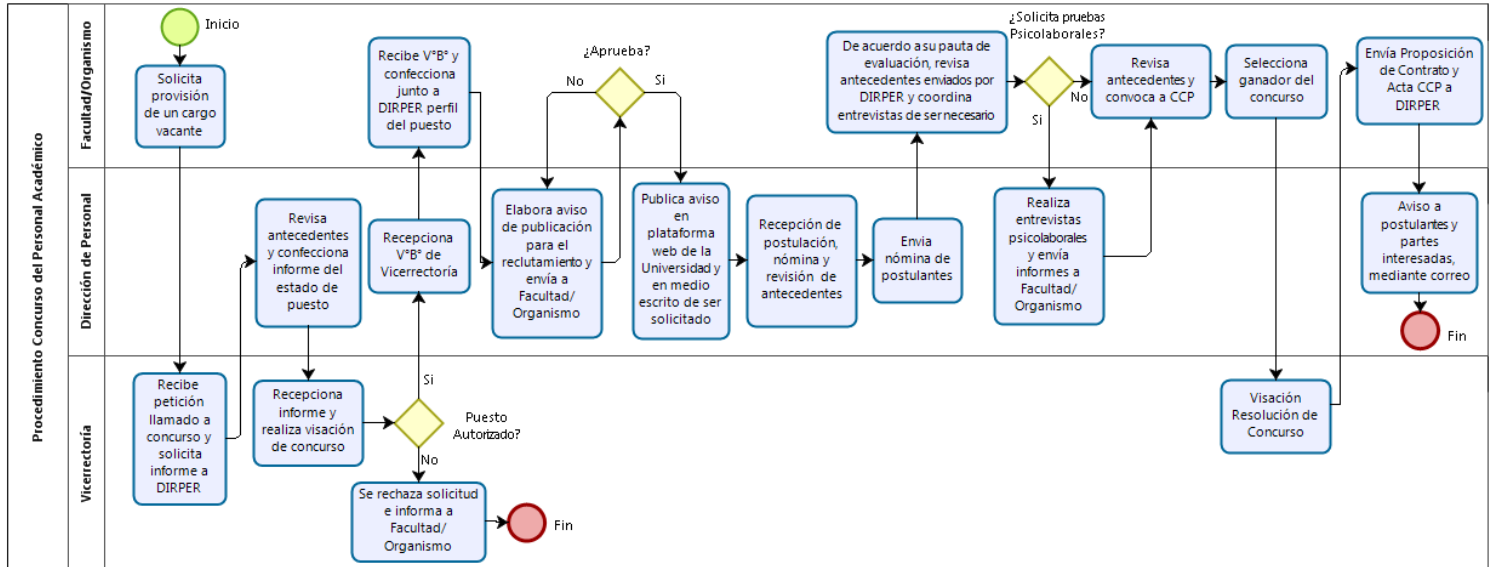 Procedimiento Concurso del Personal Académico
Facultad/Organismo
Inicio
Solicita
provisión
de un cargo
vacante
Recibe V°B° y
confecciona
junto a
DIRPER perfil
del puesto
¿Aprueba?
No
Si
De acuerdo a su pauta de
evaluación, revisa
antecedentes enviados por
DIRPER y coordina
entrevistas de ser necesario
¿Solicita pruebas
Psicolaborales?
No
Si
Revisa
antecedentes y
convoca a CCP
Selecciona
ganador del
concurso
Envía Proposición
de Contrato y
Acta CCP a
DIRPER
Dirección de Personal
Revisa
antecedentes
y confecciona
informe del
estado de
puesto
Recepciona
V°B° de
Vicerrectoría
Elabora aviso
de publicación
para el
reclutamiento y
envía a
Facultad/
Organismo
Publica aviso
en
plataforma
web de la
Universidad y
en medio
escrito de ser
solicitado
Recepción de
postulación,
nómina y
revisión de
antecedentes
Envia
nómina de
postulantes
Realiza
entrevistas
psicolaborales
y envía
informes a
Facultad/
Organismo
Aviso a
postulantes y
partes
interesadas,
mediante correo
Fin
Vicerrectoría
Recibe
petición
llamado a
concurso y
solicita
informe a
DIRPER
Recepciona
informe y
realiza visación
de concurso
Si
Puesto
Autorizado?
No
Se rechaza solicitud
e informa a
Facultad/
Organismo
Fin
Visación
Resolución de
Concurso